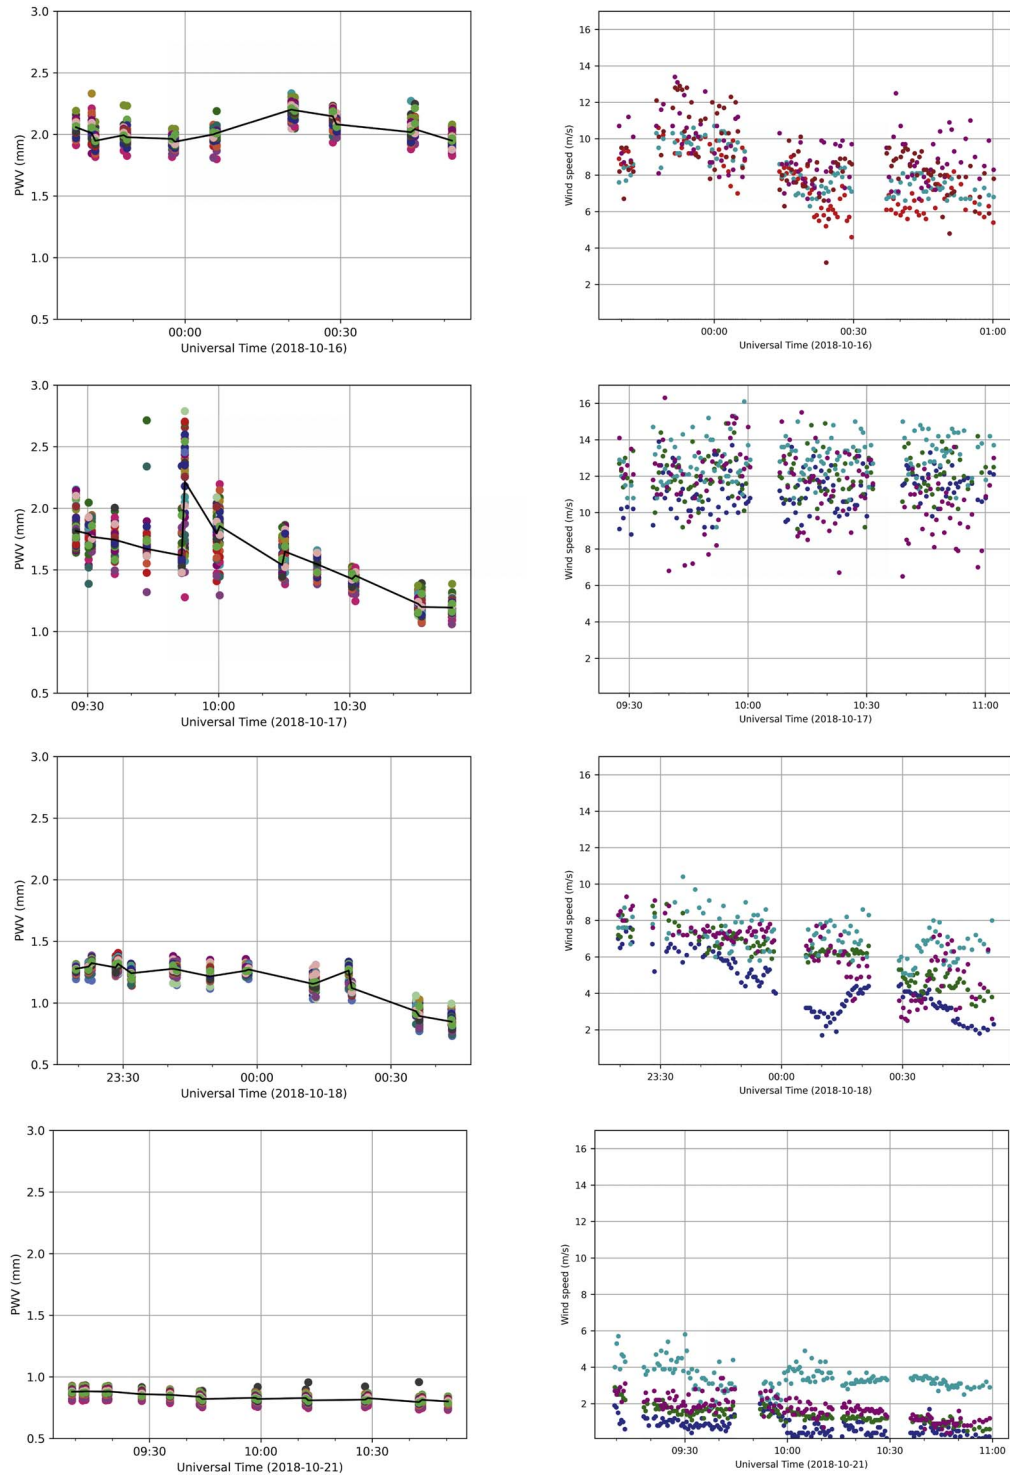 3.0
2.5
2.0
1.5
1.0
0.5
PWV (mm)
00:00 00:30
Universal Time (2018-10-16)
16
14
12
10
8
6
4
2
Wind speed (m/s)
00:00 00:30 01:00
Universal Time (2018-10-16)
3.0
2.5
2.0
1.5
1.0
0.5
PWV (mm)
09:30 10:00 10:30
Universal Time (2018-10-17)
16
14
12
10
8
6
4
2
Wind speed (m/s)
09:30 10:00 10:30 11:00
Universal Time (2018-10-17)
3.0
2.5
2.0
1.5
1.0
0.5
PWV (mm)
23:30 00:00 00:30
Universal Time (2018-10-18)
16
14
12
10
8
6
4
2
Wind speed (m/s)
23:30 00:00 00:30
Universal Time (2018-10-18)
3.0
2.5
2.0
1.5
1.0
0.5
PWV (mm)
09:30 10:00 10:30
Universal Time (2018-10-21)
16
14
12
10
8
6
4
2
Wind speed (m/s)
09:30 10:00 10:30 11:00
Universal Time (2018-10-21)